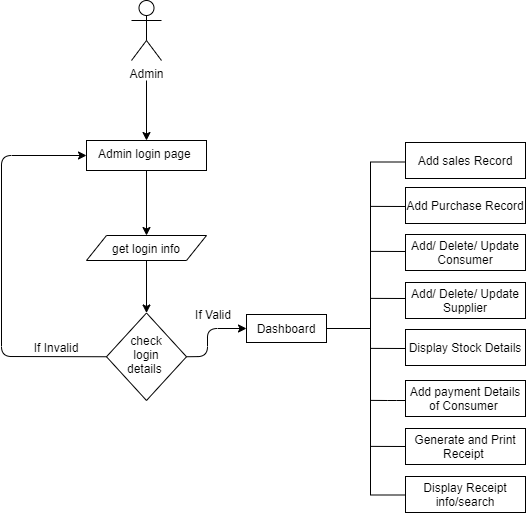 Admin
Admin login page
get login info
check
login
details
If Invalid
If Valid
Dashboard
Add sales Record
Add Purchase Record
Add/ Delete/ Update
Consumer
Add/ Delete/ Update
Supplier
Display Stock Details
Add payment Details
of Consumer
Generate and Print
Receipt
Display Receipt
info/search